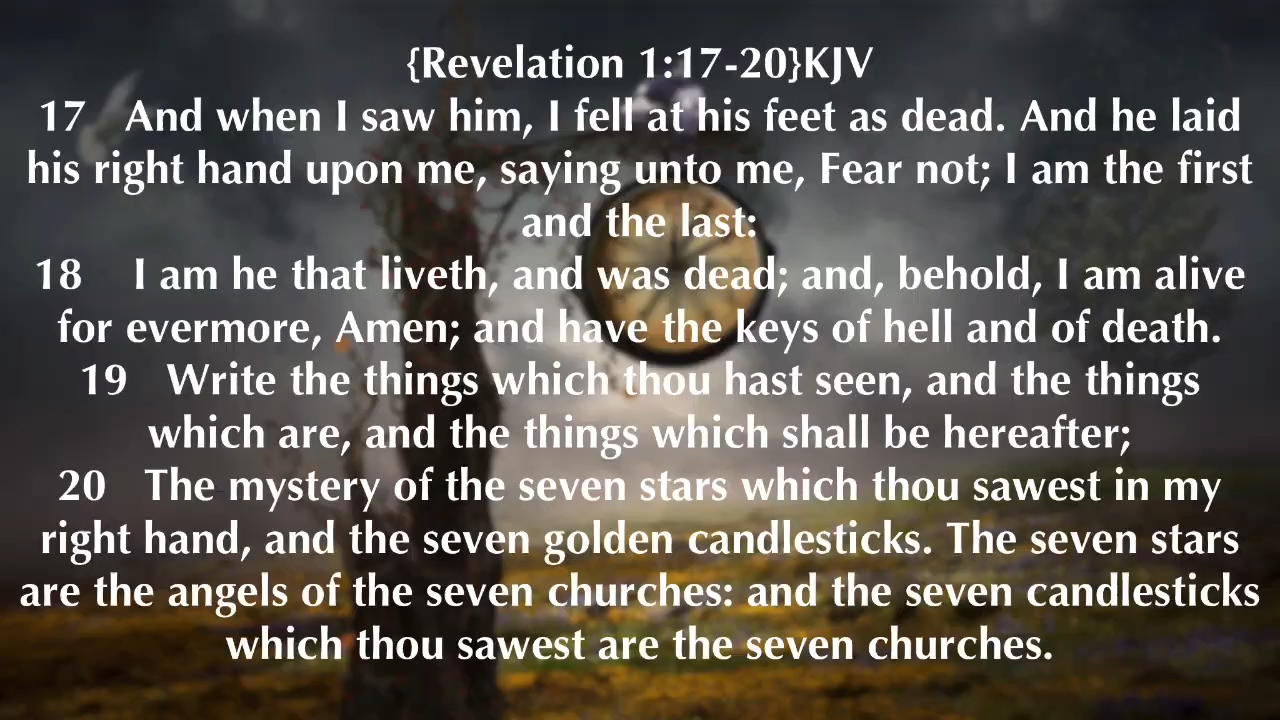 {Revelation 1:17-20}KJV
17 And when I saw him, I fell at his feet as dead. And he laid
his right hand upon me, saying unto me, Fear not; I am the first
and the last:
18 I am he that liveth, and was dead; and, behold, I am alive
for evermore, Amen; and have the keys of hell and of death.
19 Write the things which thou hast seen, and the things
which are, and the things which shall be hereafter;
20 The mystery of the seven stars which thou sawest in my
right hand, and the seven golden candlesticks. The seven stars
are the angels of the seven churches: and the seven candlesticks
which thou sawest are the seven churches.